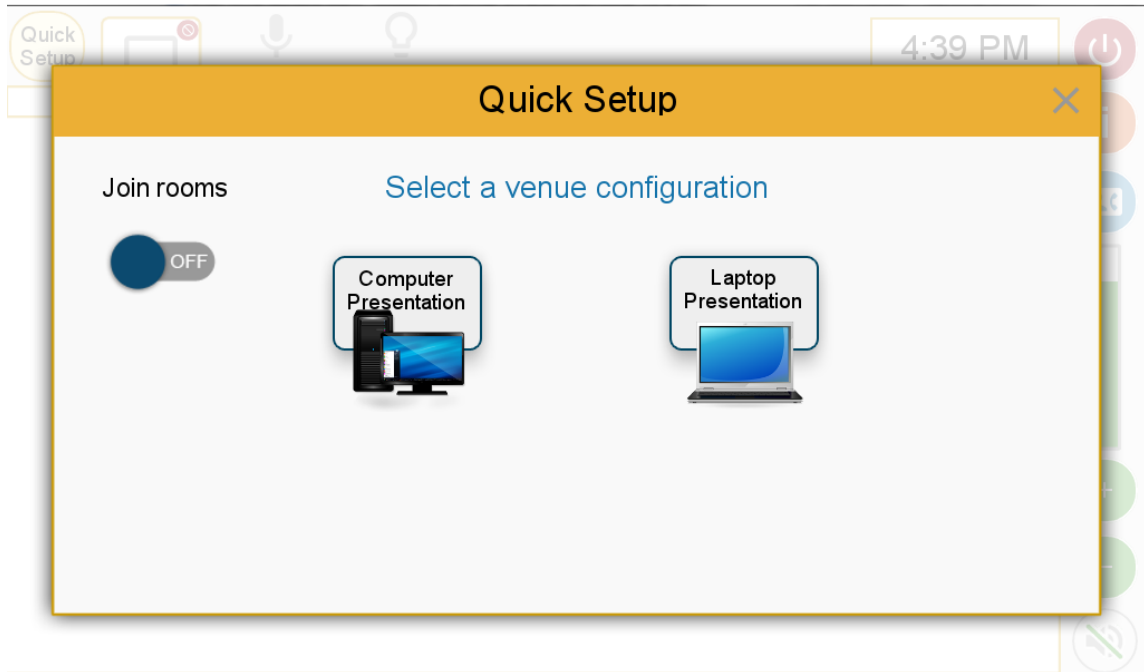 Quick
Setup
4:39 PM
Quick Setup
Join rooms
Select a venue configuration
OFF
Computer
Presentation
Laptop
Presentation